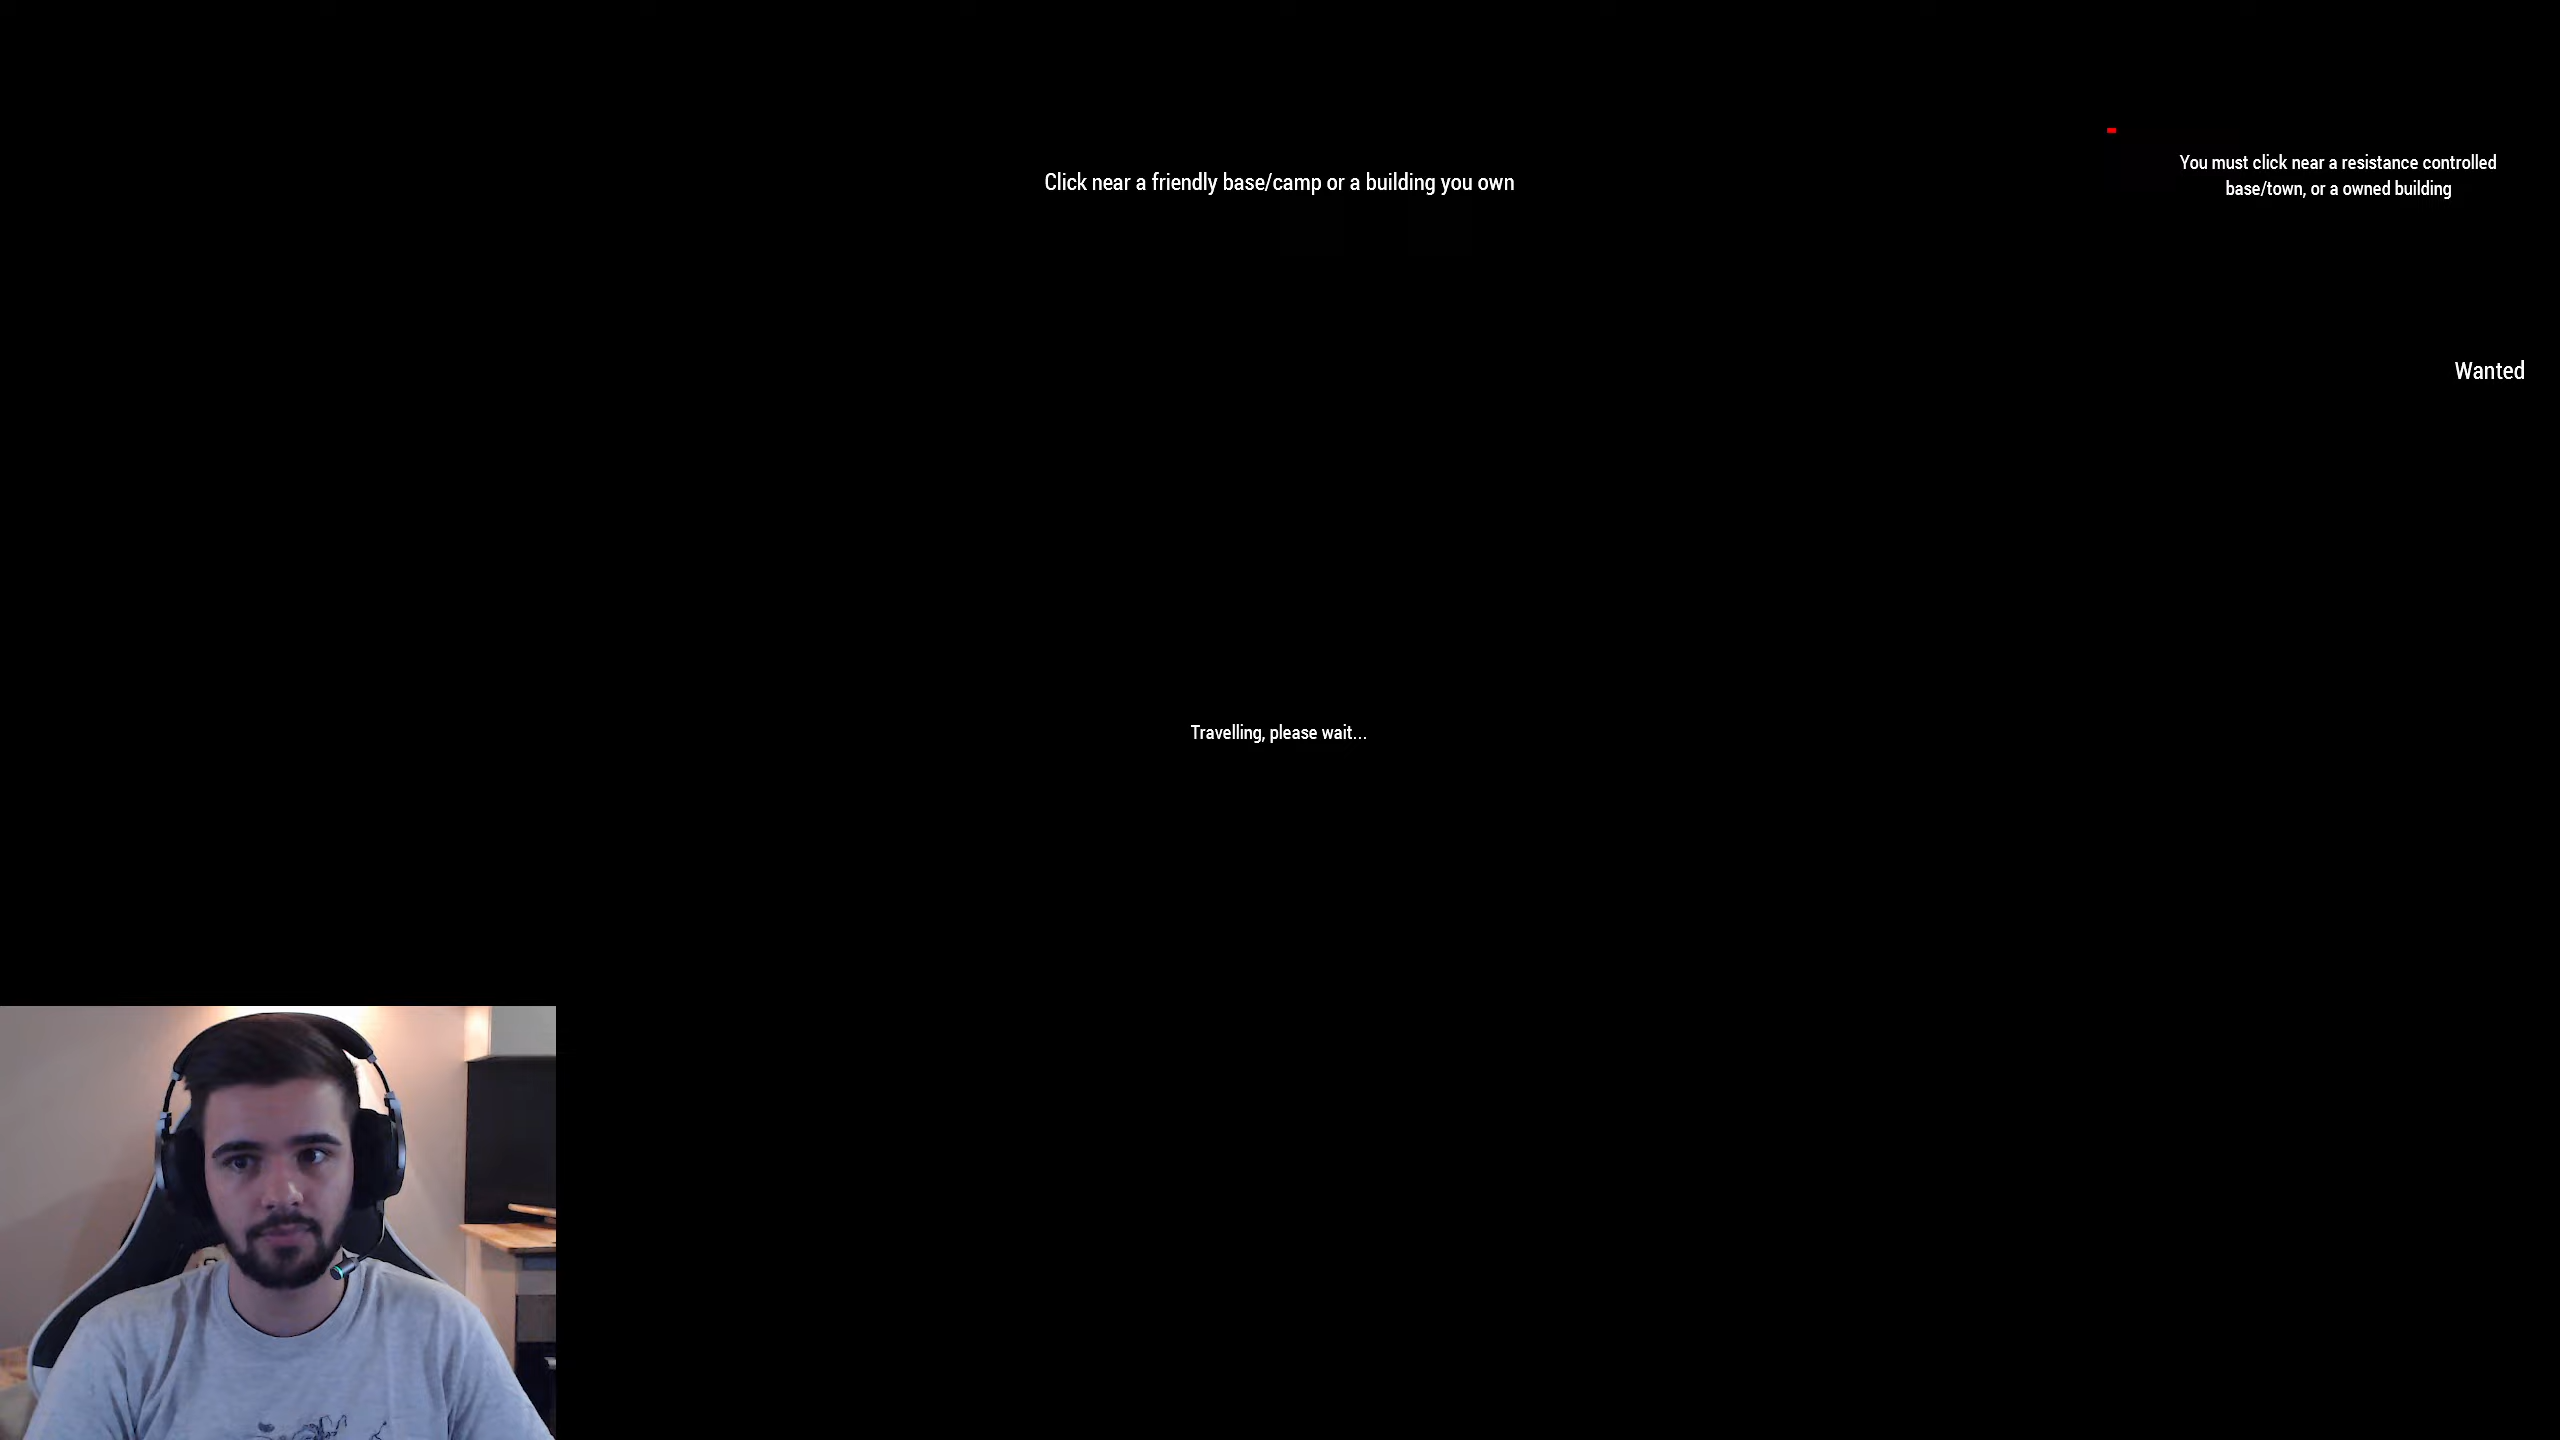 Click near a friendly base/camp or a building you own
You must click near a resistance controlled
base/town, or a owned building
Wanted
Travelling, please wait...